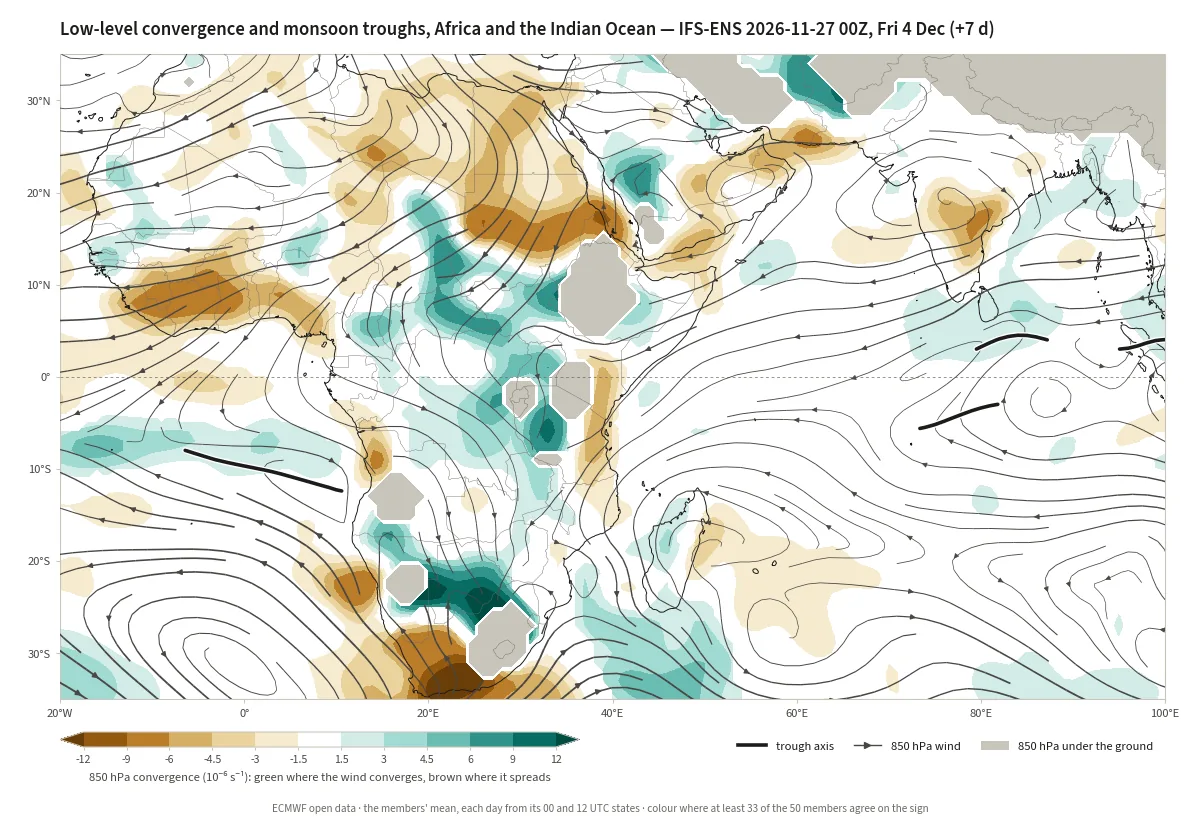 Low-level convergence and monsoon troughs, Africa and the Indian Ocean — IFS-ENS 2026-11-27 00Z, Fri 4 Dec (+7 d)
30°N
20°N
10°N
0°
10°S
20°S
30°S
20°W 0° 20°E 40°E 60°E 80°E 100°E
-12 -9 -6 -4.5 -3 -1.5 1.5 3 4.5 6 9 12
850 hPa convergence (10⁻⁶ s⁻¹): green where the wind converges, brown where it spreads
trough axis 850 hPa wind 850 hPa under the ground
ECMWF open data · the members' mean, each day from its 00 and 12 UTC states · colour where at least 33 of the 50 members agree on the sign